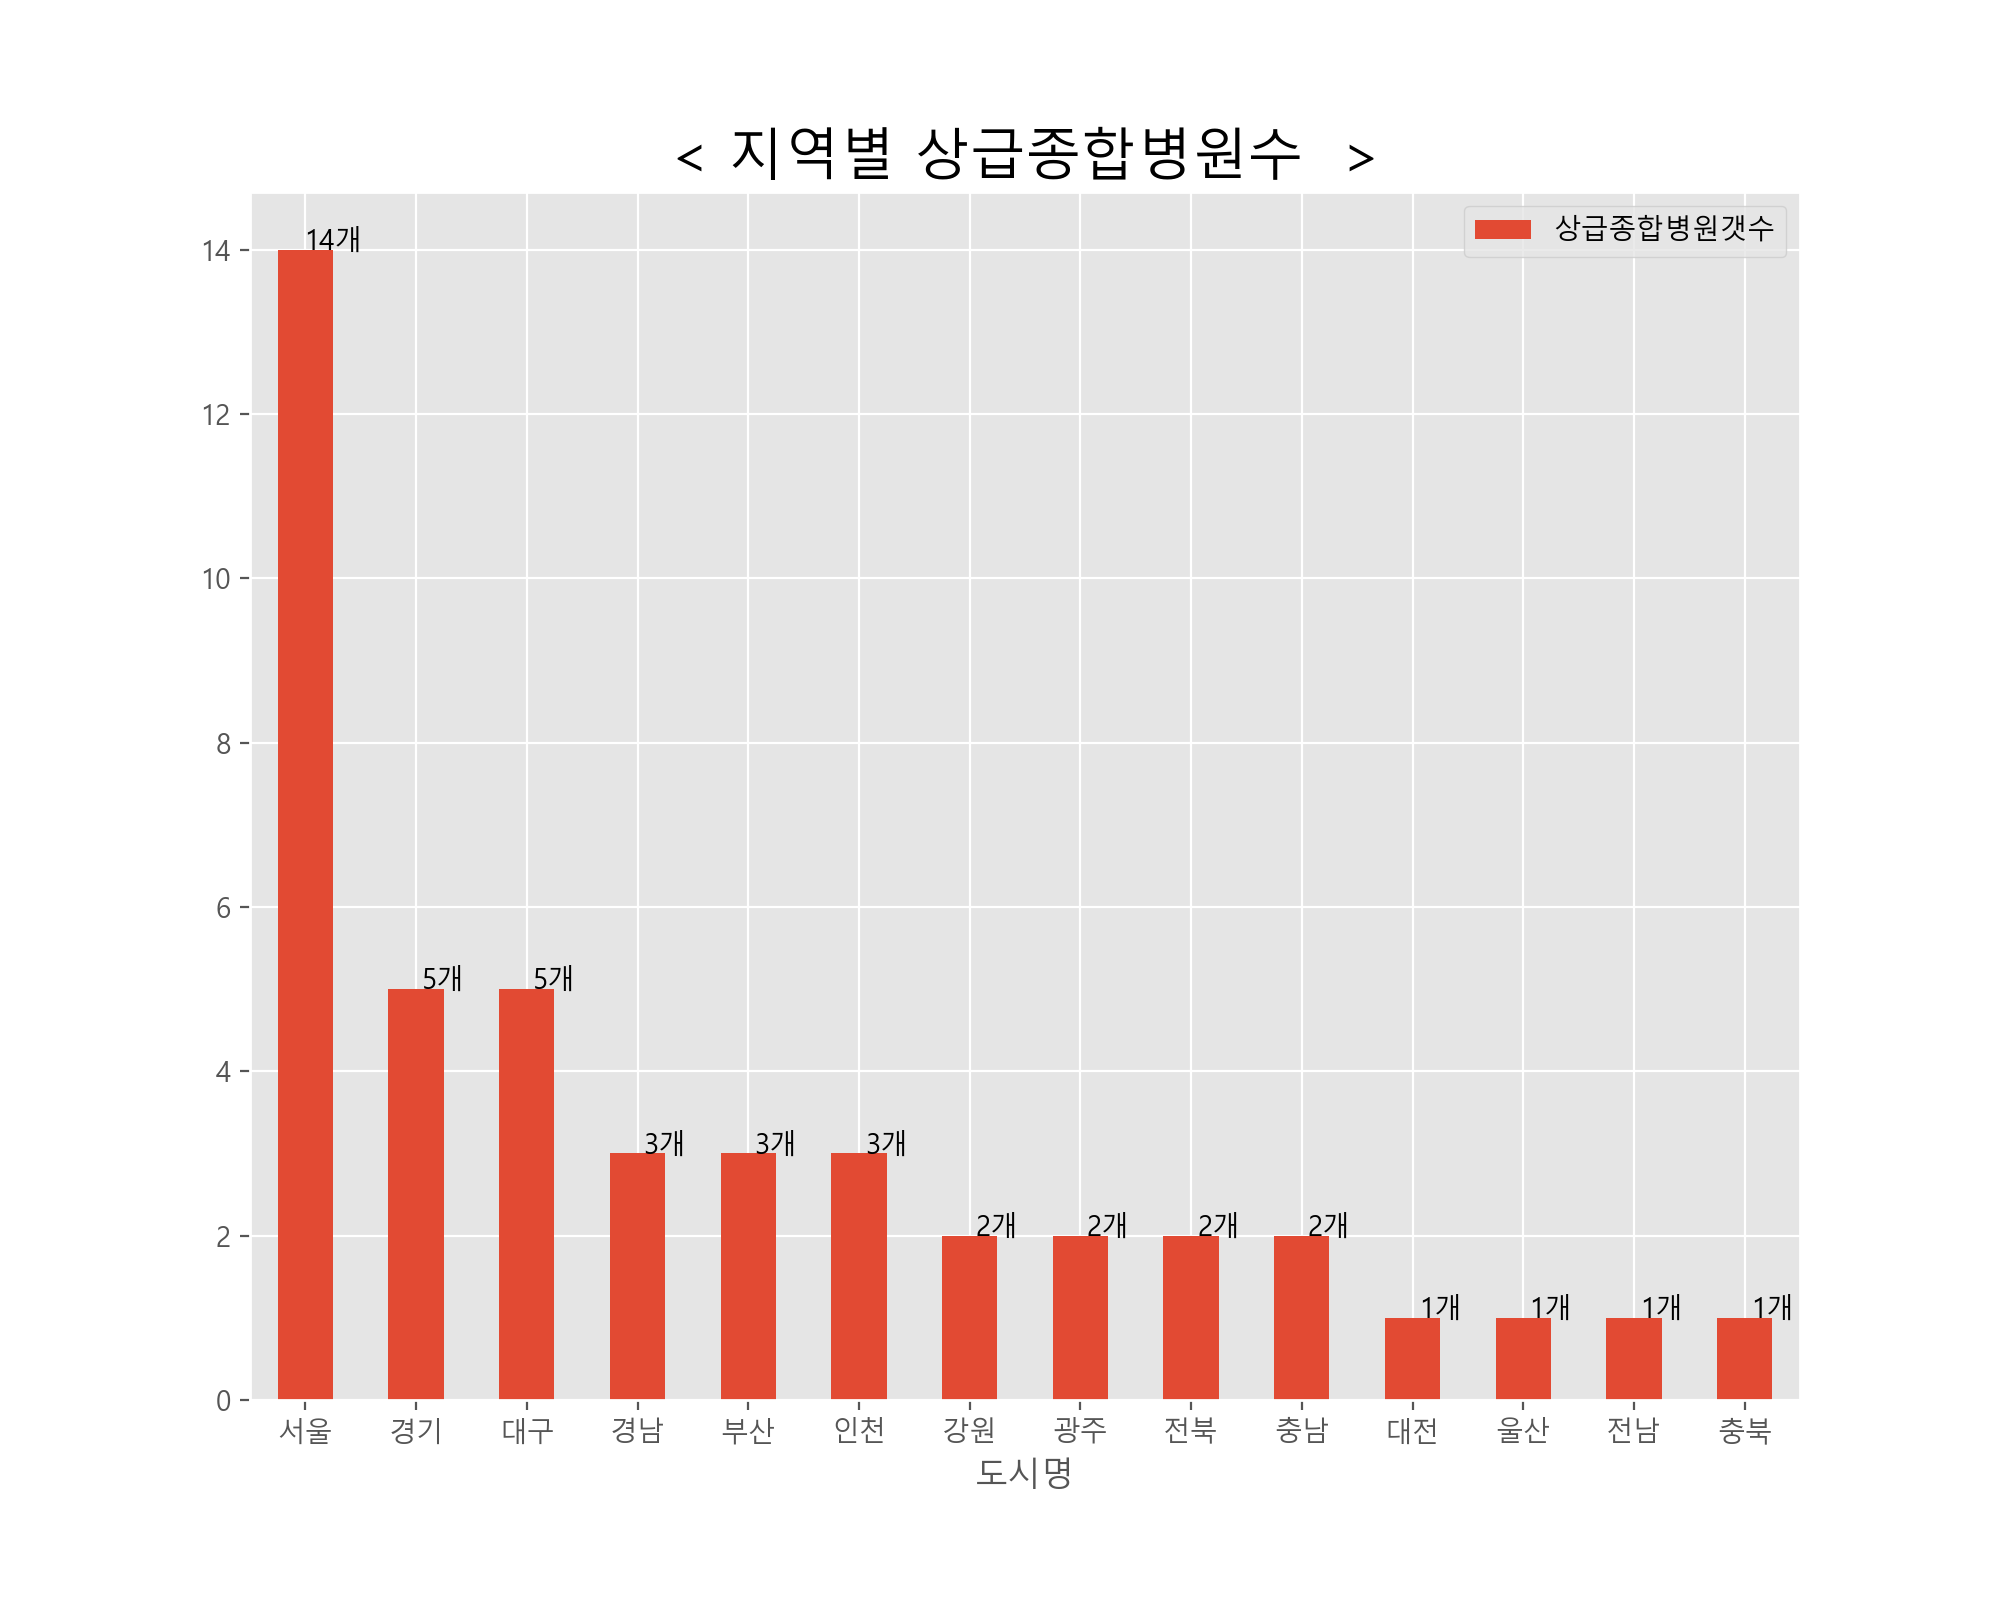 < 지역별 상급종합병원수 >
상급종합병원갯수
14
12
10
8
6
4
2
0
14개
5개
5개
3개
3개
3개
2개
2개
2개
2개
1개
1개
1개
1개
서울 경기 대구 경남 부산 인천 강원 광주 전북 충남 대전 울산 전남 충북
도시명